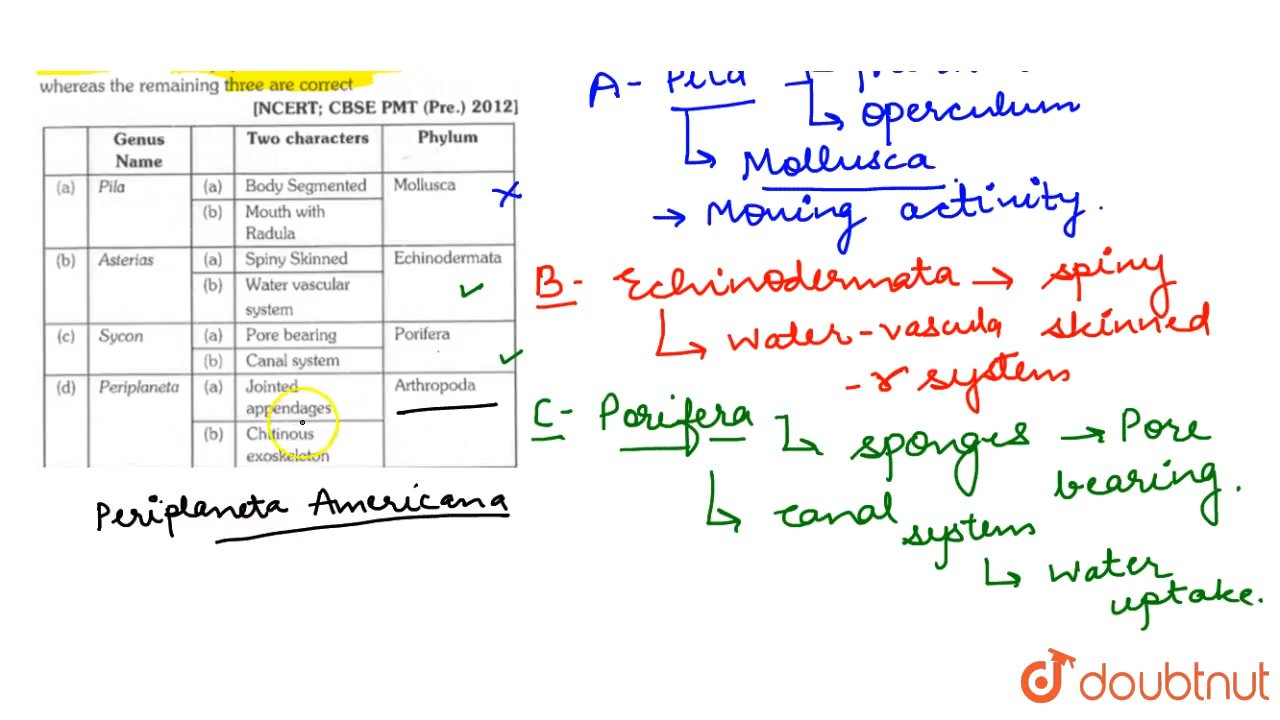 whereas the remaining three are correct
[NCERT; CBSE PMT (Pre.) 2012]
Genus Name Two characters Phylum
(a) Pila (a) Body Segmented Mollusca
(b) Mouth with Radula
(b) Asterias (a) Spiny Skinned Echinodermata
(b) Water vascular system
(c) Sycon (a) Pore bearing Porifera
(b) Canal system
(d) Periplaneta (a) Jointed appendages Arthropoda
(b) Chitinous exoskeleton
Periplaneta Americana
A- Pila
operculum
Mollusca
→ Moving activity.
B- Echinodermata → spiny skinned
water-vascula
-r system
C- Porifera
sponges → Pore bearing.
canal system
water uptake.
doubtnut